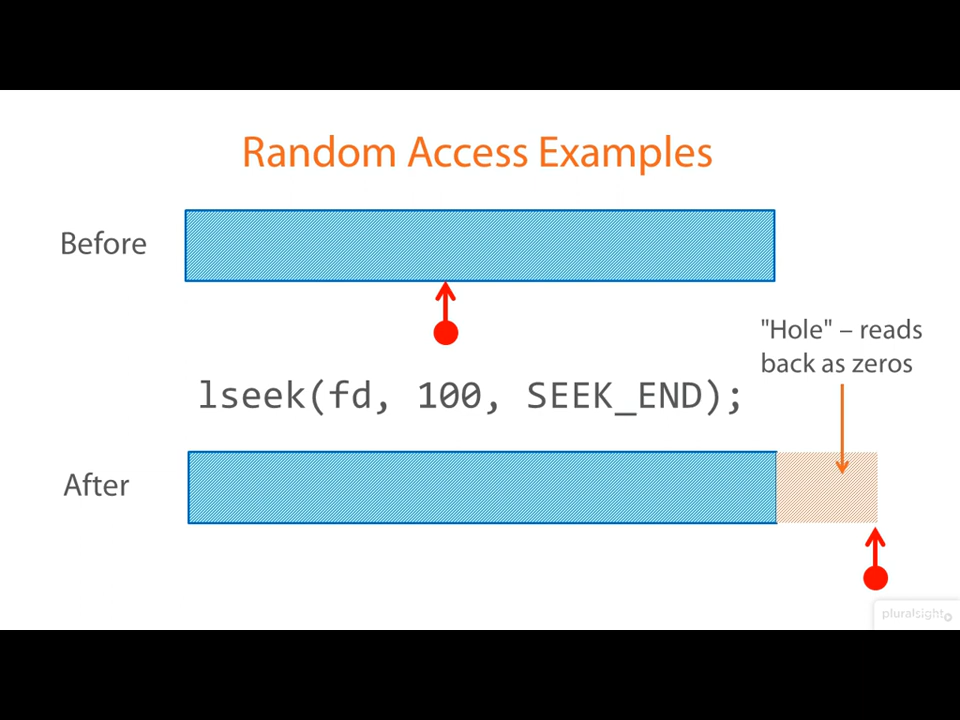 Random Access Examples
Before
"Hole" – reads
back as zeros
lseek(fd, 100, SEEK_END);
After
pluralsight